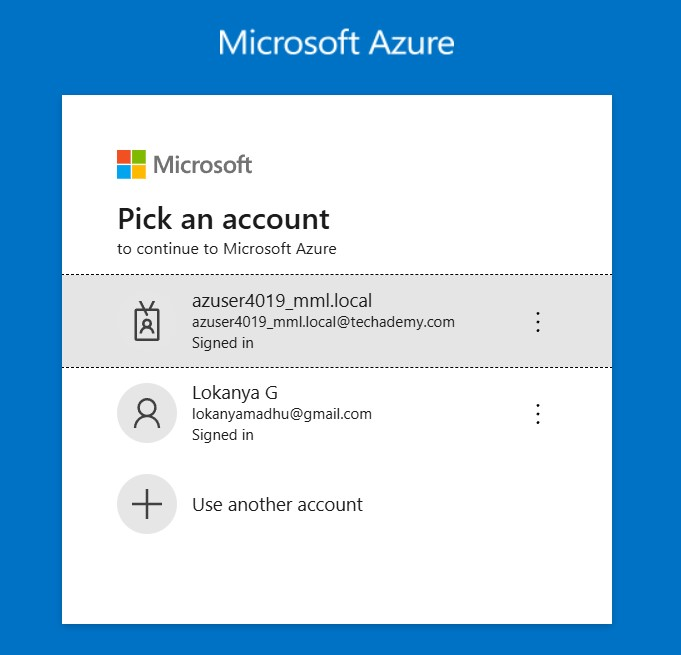 Microsoft Azure
Microsoft
Pick an account
to continue to Microsoft Azure
azuser4019_mml.local
azuser4019_mml.local@techademy.com
Signed in
Lokanya G
lokanyamadhu@gmail.com
Signed in
Use another account